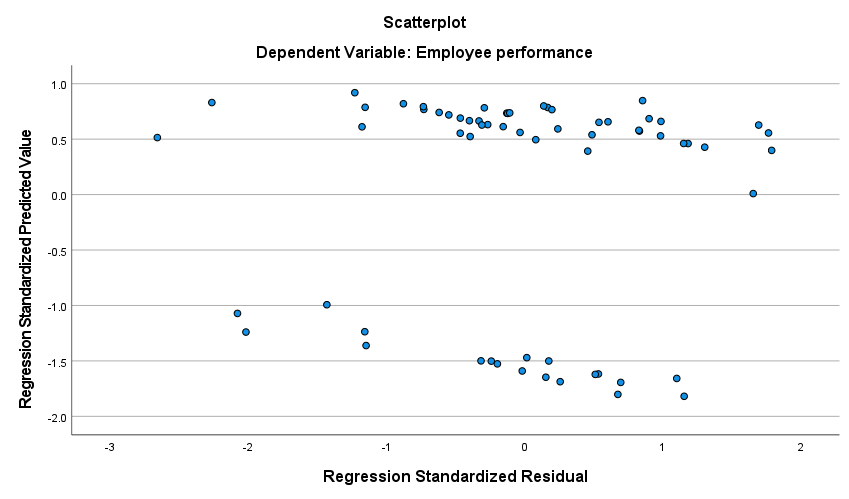 Scatterplot
Dependent Variable: Employee performance
Regression Standardized Predicted Value
1.0
0.5
0.0
-0.5
-1.0
-1.5
-2.0
-3 -2 -1 0 1 2
Regression Standardized Residual